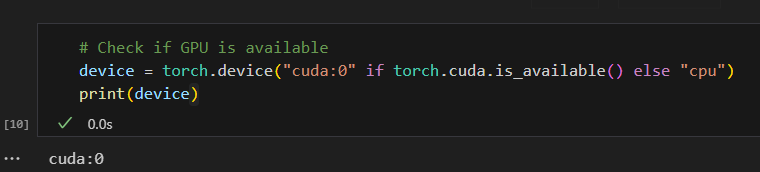 # Check if GPU is available
device = torch.device("cuda:0" if torch.cuda.is_available() else "cpu")
print(device)
[10]
0.0s
cuda:0